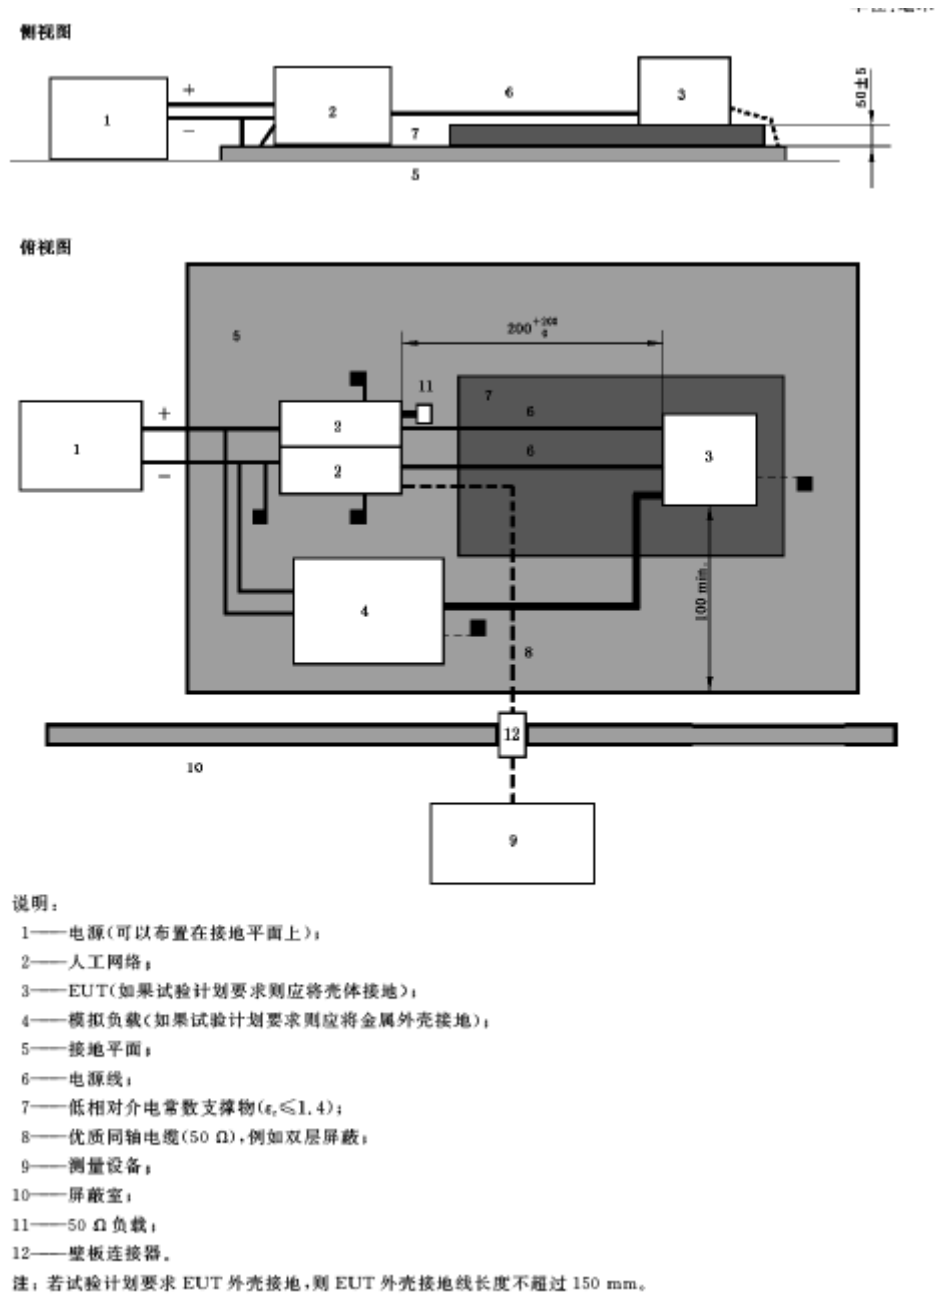 侧视图
+
1
−
2
6
3
7
50±5
5
俯视图
5
200 +200 0
11
7
6
+
1
−
2
2
6
3
4
100 min.
8
12
10
9
说明：
1——电源(可以布置在接地平面上)；
2——人工网络；
3——EUT(如果试验计划要求则应将壳体接地)；
4——模拟负载(如果试验计划要求则应将金属外壳接地)；
5——接地平面；
6——电源线；
7——低相对介电常数支撑物(εr≤1.4)；
8——优质同轴电缆(50 Ω),例如双层屏蔽；
9——测量设备；
10——屏蔽室；
11——50 Ω负载；
12——壁板连接器。
注：若试验计划要求 EUT 外壳接地,则 EUT 外壳接地线长度不超过 150 mm。